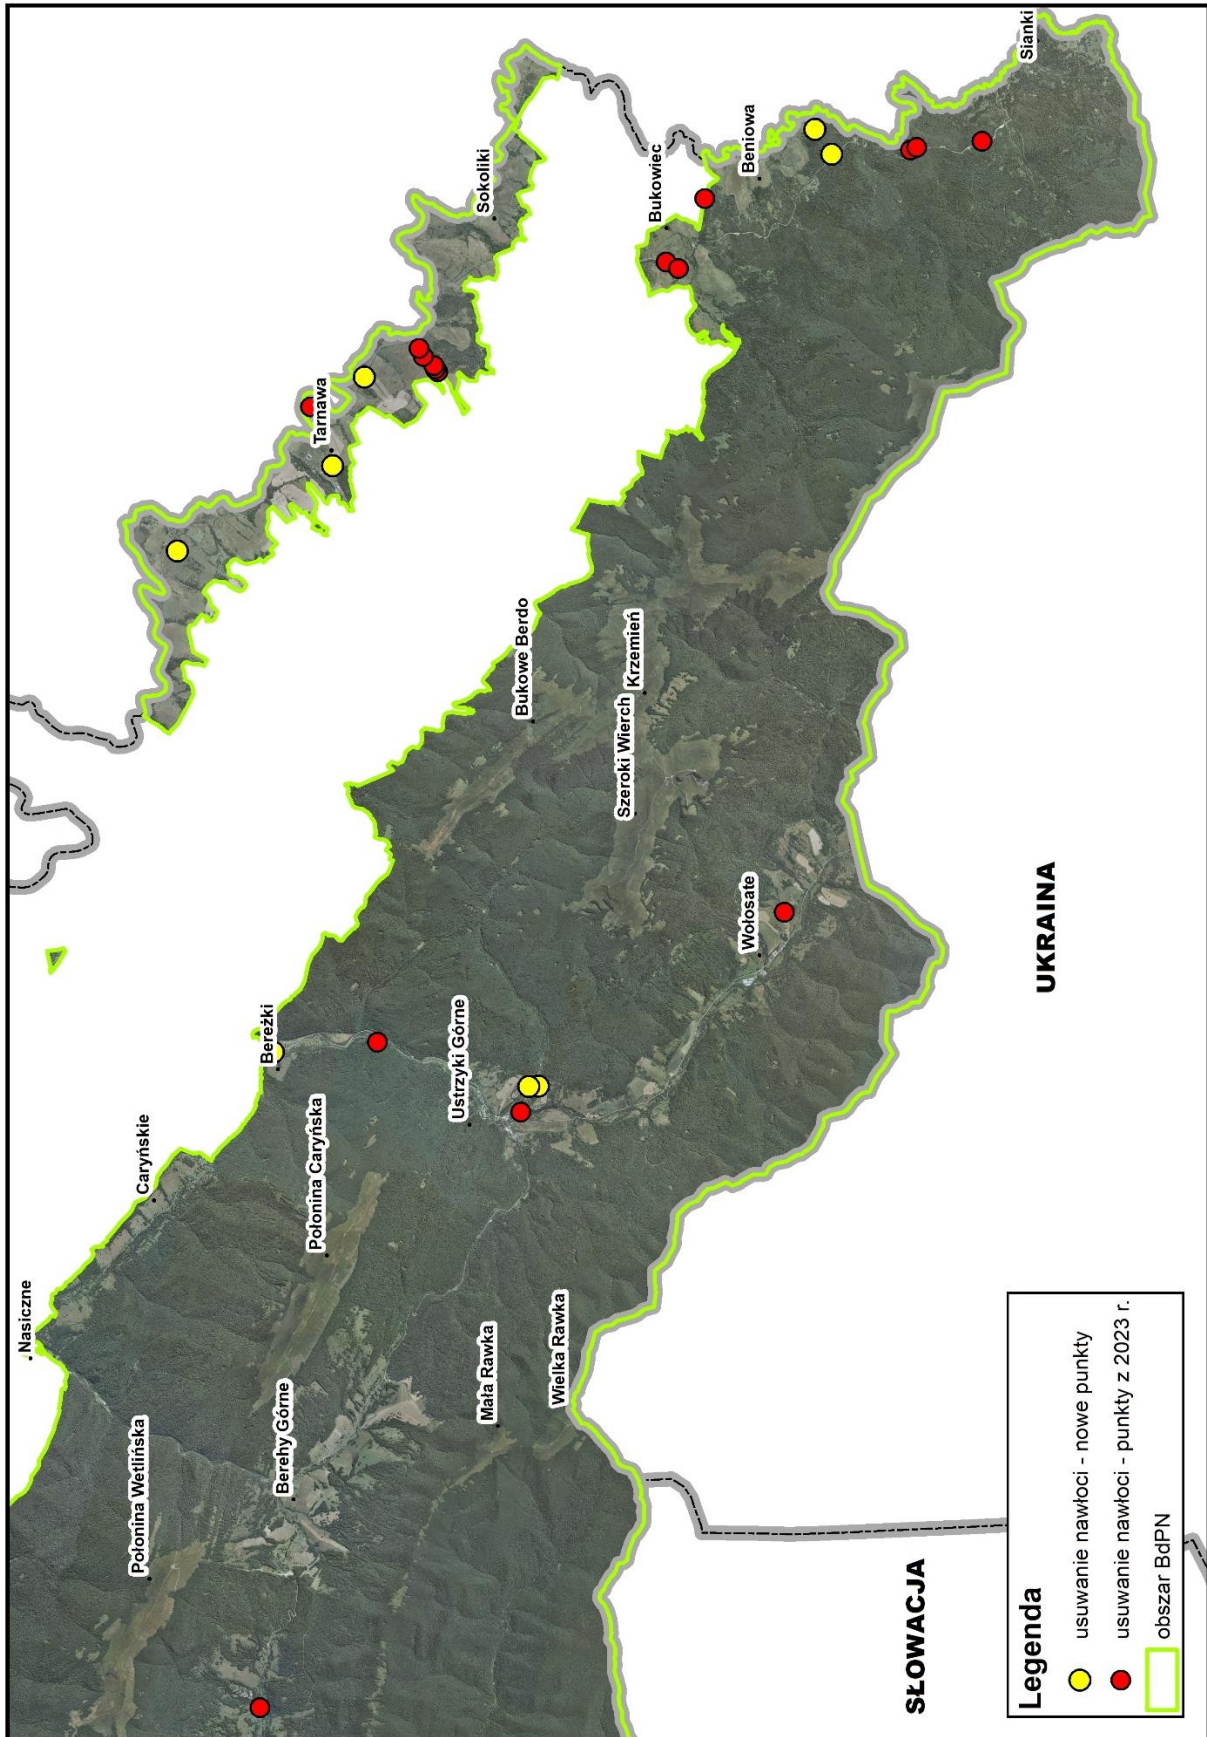 Nasiczne
Caryńskie
Połonina Wetlińska
Bereżki
Berehy Górne
Połonina Caryńska
Tarnawa
Ustrzyki Górne
Sokoliki
Mała Rawka
Bukowe Berdo
Wielka Rawka
Szeroki Wierch
Krzemień
Bukowiec
Wołosate
Beniowa
Sianki
SŁOWACJA
UKRAINA
Legenda
usuwanie nawłoci - nowe punkty
usuwanie nawłoci - punkty z 2023 r.
obszar BdPN